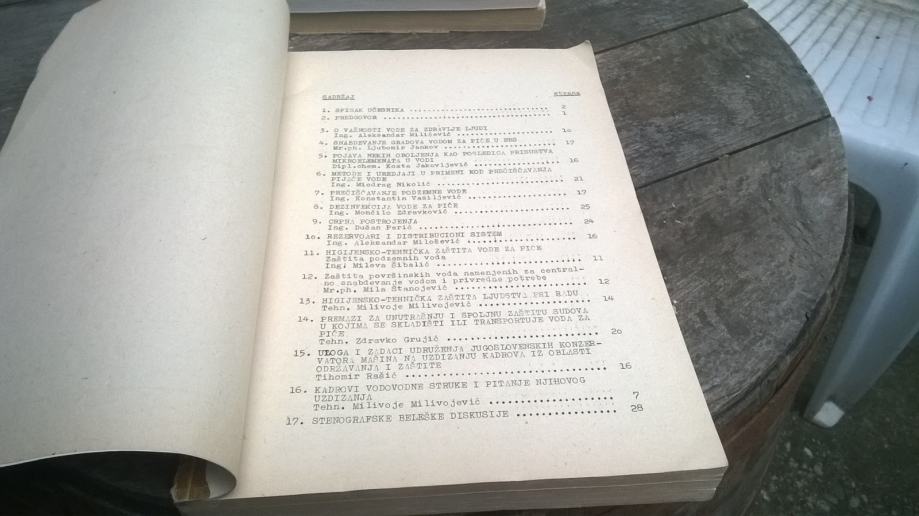 SADRŽAJ strana
1. SPISAK UČESNIKA 2
2. PREDGOVOR 1
3. O VAŽNOSTI VODE ZA ZDRAVLJE LJUDI
Ing. Aleksandar Milićević 1o
4. SNABDEVANJE GRADOVA VODOM ZA PIĆE U
Mr.ph. Ljubomir Jankov 17
5. POJAVA NEKIH OBOLJENJA KAO POSLEDICA PRISUSTVA
MIKROELEMENATA U VODI
Dipl.chem. Kosta Jakovljević 16
6. METODE I UREDJAJI U PRIMENI KOD PREČIŠĆAVANJA
PIJAĆE VODE
Ing. Miodrag Nikolić 21
7. PREČIŠĆAVANJE PODZEMNE VODE
Ing. Konstantin Vasiljević 17
8. DEZINFEKCIJA VODE ZA PIĆE
Ing. Momčilo Zdravković 25
9. CRPNA POSTROJENJA
Ing. Dušan Perić 24
1o. REZERVOARI I DISTRIBUCIONI SISTEM
Ing. Aleksandar Milošević 16
11. HIGIJENSKO-TEHNIČKA ZAŠTITA VODE ZA PIĆE
Zaštita podzemnih voda
Ing. Mileva Šibalić 11
12. Zaštita površinskih voda namenjenih za central-
no snabdevanje vodom i privredne potrebe
Mr.ph. Mila Stanojević 12
13. HIGIJENSKO-TEHNIČKA ZAŠTITA LJUDSTVA PRI RADU
Tehn. Milivoje Milivojević 14
14. PREMAZI ZA UNUTRAŠNJU I SPOLJNU ZAŠTITU SUDOVA
U KOJIMA SE SKLADIŠTI ILI TRANSPORTUJE VODA ZA
PIĆE
Tehn. Zdravko Grujić 2o
15. ULOGA I ZADACI UDRUŽENJA JUGOSLOVENSKIH KONZER-
VATORA MAŠINA NA UZDIZANJU KADROVA IZ OBLASTI
ODRŽAVANJA I ZAŠTITE
Tihomir Rašić 16
16. KADROVI VODOVODNE STRUKE I PITANJE NJIHOVOG
UZDIZANJA
Tehn. Milivoje Milivojević 7
17. STENOGRAFSKE BELEŠKE DISKUSIJE 28